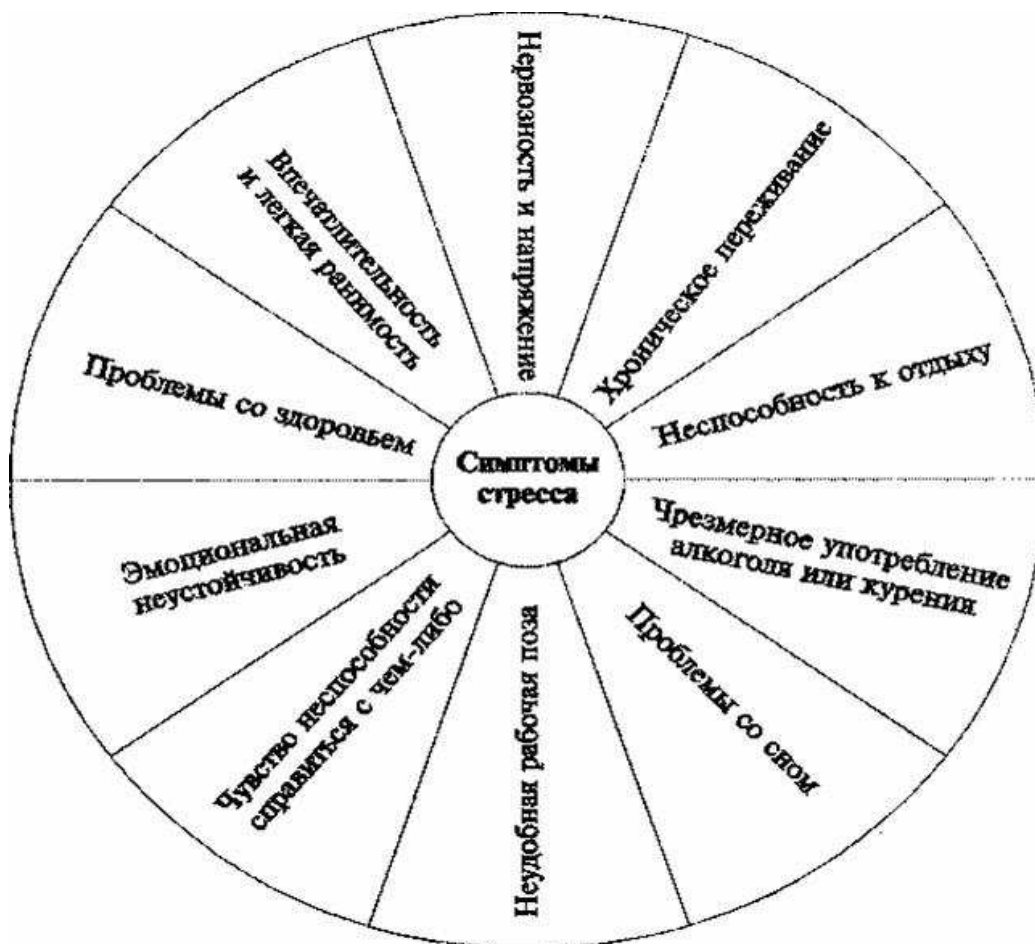 Нервозность и напряжение
Хроническое переживание
Неспособность к отдыху
Чрезмерное употребление
алкоголя или курения
Проблемы со сном
Неудобная рабочая поза
Чувство неспособности
справиться с чем-либо
Эмоциональная
неустойчивость
Проблемы со здоровьем
Впечатлительность
и легкая ранимость
Симптомы
стресса